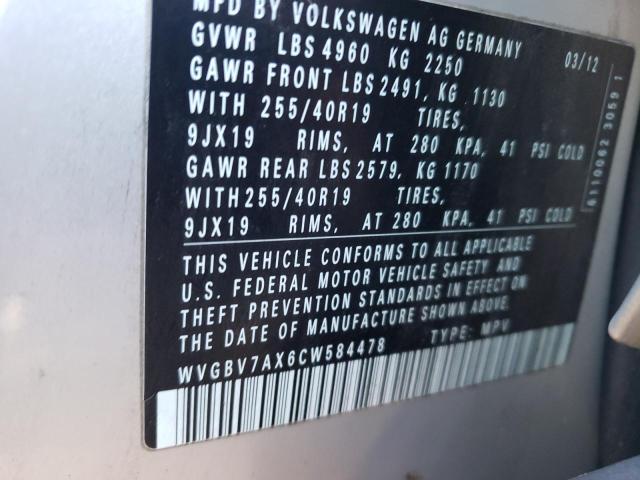 MFD BY VOLKSWAGEN AG GERMANY
GVWR LBS 4960 KG 2250 03/12
GAWR FRONT LBS 2491, KG 1130
WITH 255/40R19 TIRES,
9JX19 RIMS, AT 280 KPA, 41 PSI COLD
GAWR REAR LBS 2579, KG 1170
WITH 255/40R19 TIRES,
9JX19 RIMS, AT 280 KPA, 41 PSI COLD
THIS VEHICLE CONFORMS TO ALL APPLICABLE
U.S. FEDERAL MOTOR VEHICLE SAFETY AND
THEFT PREVENTION STANDARDS IN EFFECT ON
THE DATE OF MANUFACTURE SHOWN ABOVE.
WVGBV7AX6CW584478 TYPE: MPV
6110062 3059 1